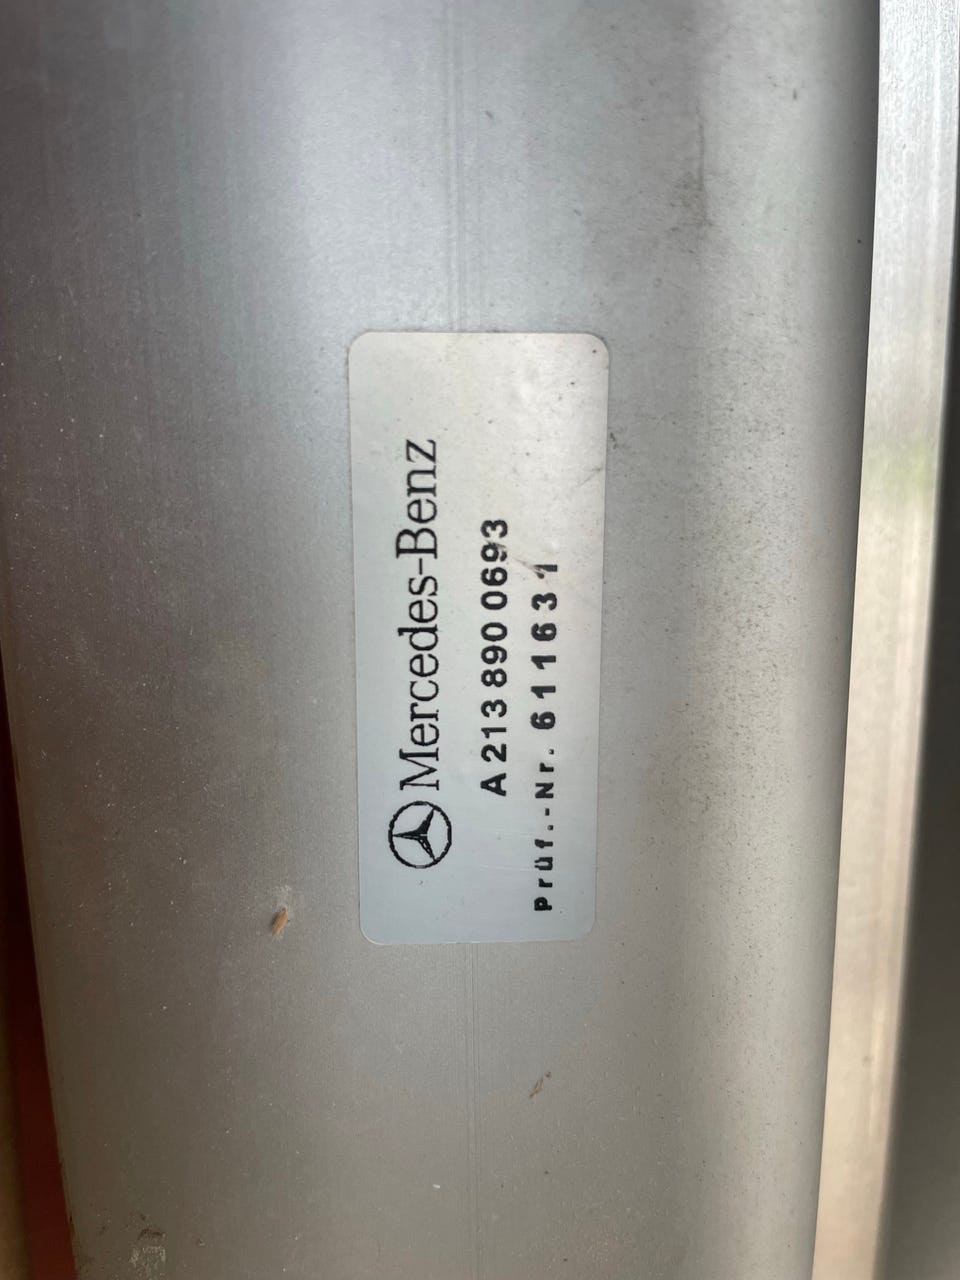 Mercedes-Benz
A 213 890 0693
Prüf.-Nr. 611631